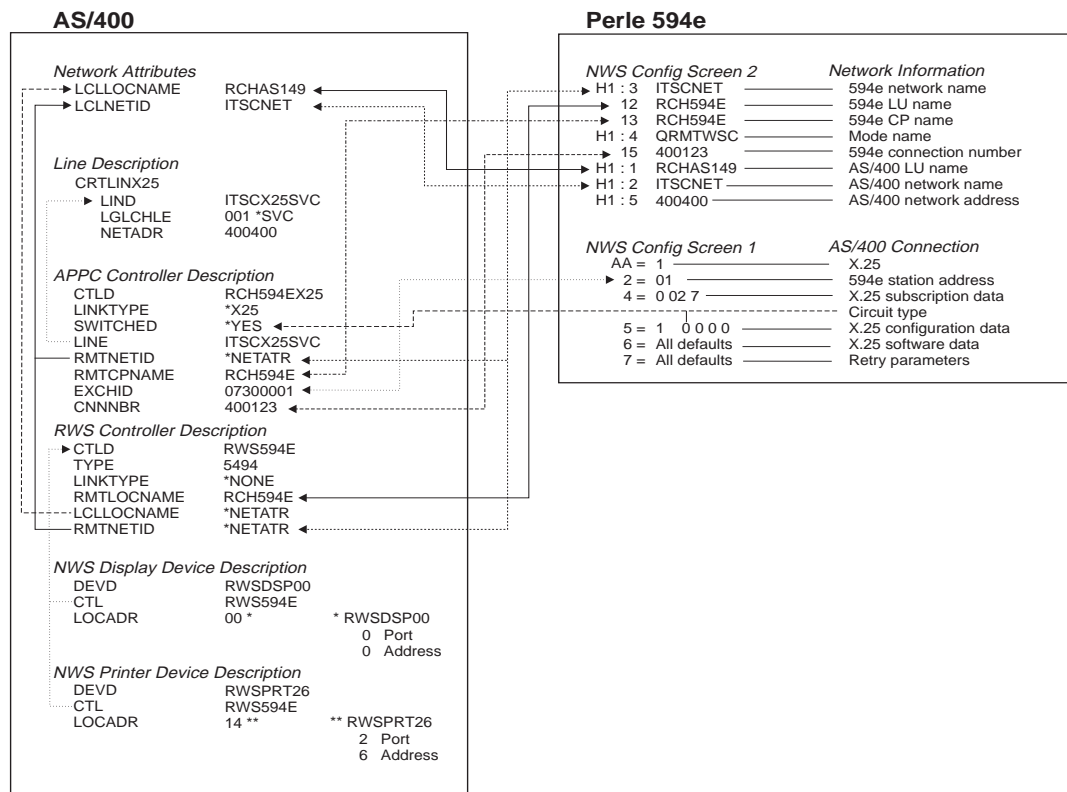 AS/400
Network Attributes
LCLLOCNAME RCHAS149
LCLNETID ITSCNET
Line Description
CRTLINX25
LIND ITSCX25SVC
LGLCHLE 001 *SVC
NETADR 400400
APPC Controller Description
CTLD RCH594EX25
LINKTYPE *X25
SWITCHED *YES
LINE ITSCX25SVC
RMTNETID *NETATR
RMTCPNAME RCH594E
EXCHID 07300001
CNNNBR 400123
RWS Controller Description
CTLD RWS594E
TYPE 5494
LINKTYPE *NONE
RMTLOCNAME RCH594E
LCLLOCNAME *NETATR
RMTNETID *NETATR
NWS Display Device Description
DEVD RWSDSP00
CTL RWS594E
LOCADR 00 * * RWSDSP00
0 Port
0 Address
NWS Printer Device Description
DEVD RWSPRT26
CTL RWS594E
LOCADR 14 ** ** RWSPRT26
2 Port
6 Address
Perle 594e
NWS Config Screen 2 Network Information
H1 : 3 ITSCNET 594e network name
12 RCH594E 594e LU name
13 RCH594E 594e CP name
H1 : 4 QRMTWSC Mode name
15 400123 594e connection number
H1 : 1 RCHAS149 AS/400 LU name
H1 : 2 ITSCNET AS/400 network name
H1 : 5 400400 AS/400 network address
NWS Config Screen 1 AS/400 Connection
AA = 1 X.25
2 = 01 594e station address
4 = 0 02 7 X.25 subscription data
Circuit type
5 = 1 0 0 0 0 X.25 configuration data
6 = All defaults X.25 software data
7 = All defaults Retry parameters